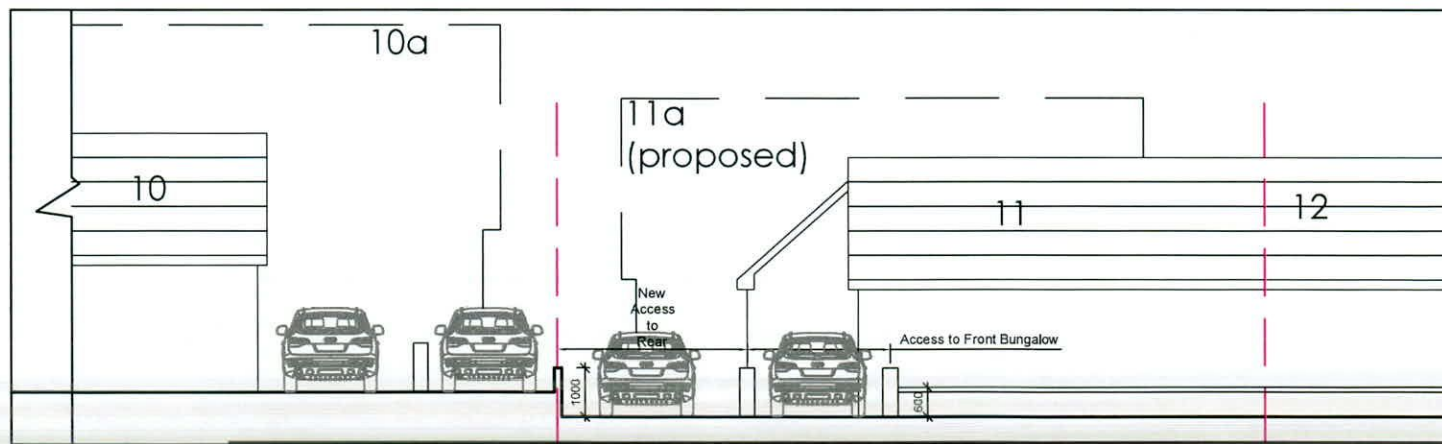 10a
11a
(proposed)
10
11
12
New
Access
to
Rear
Access to Front Bungalow
1000
600